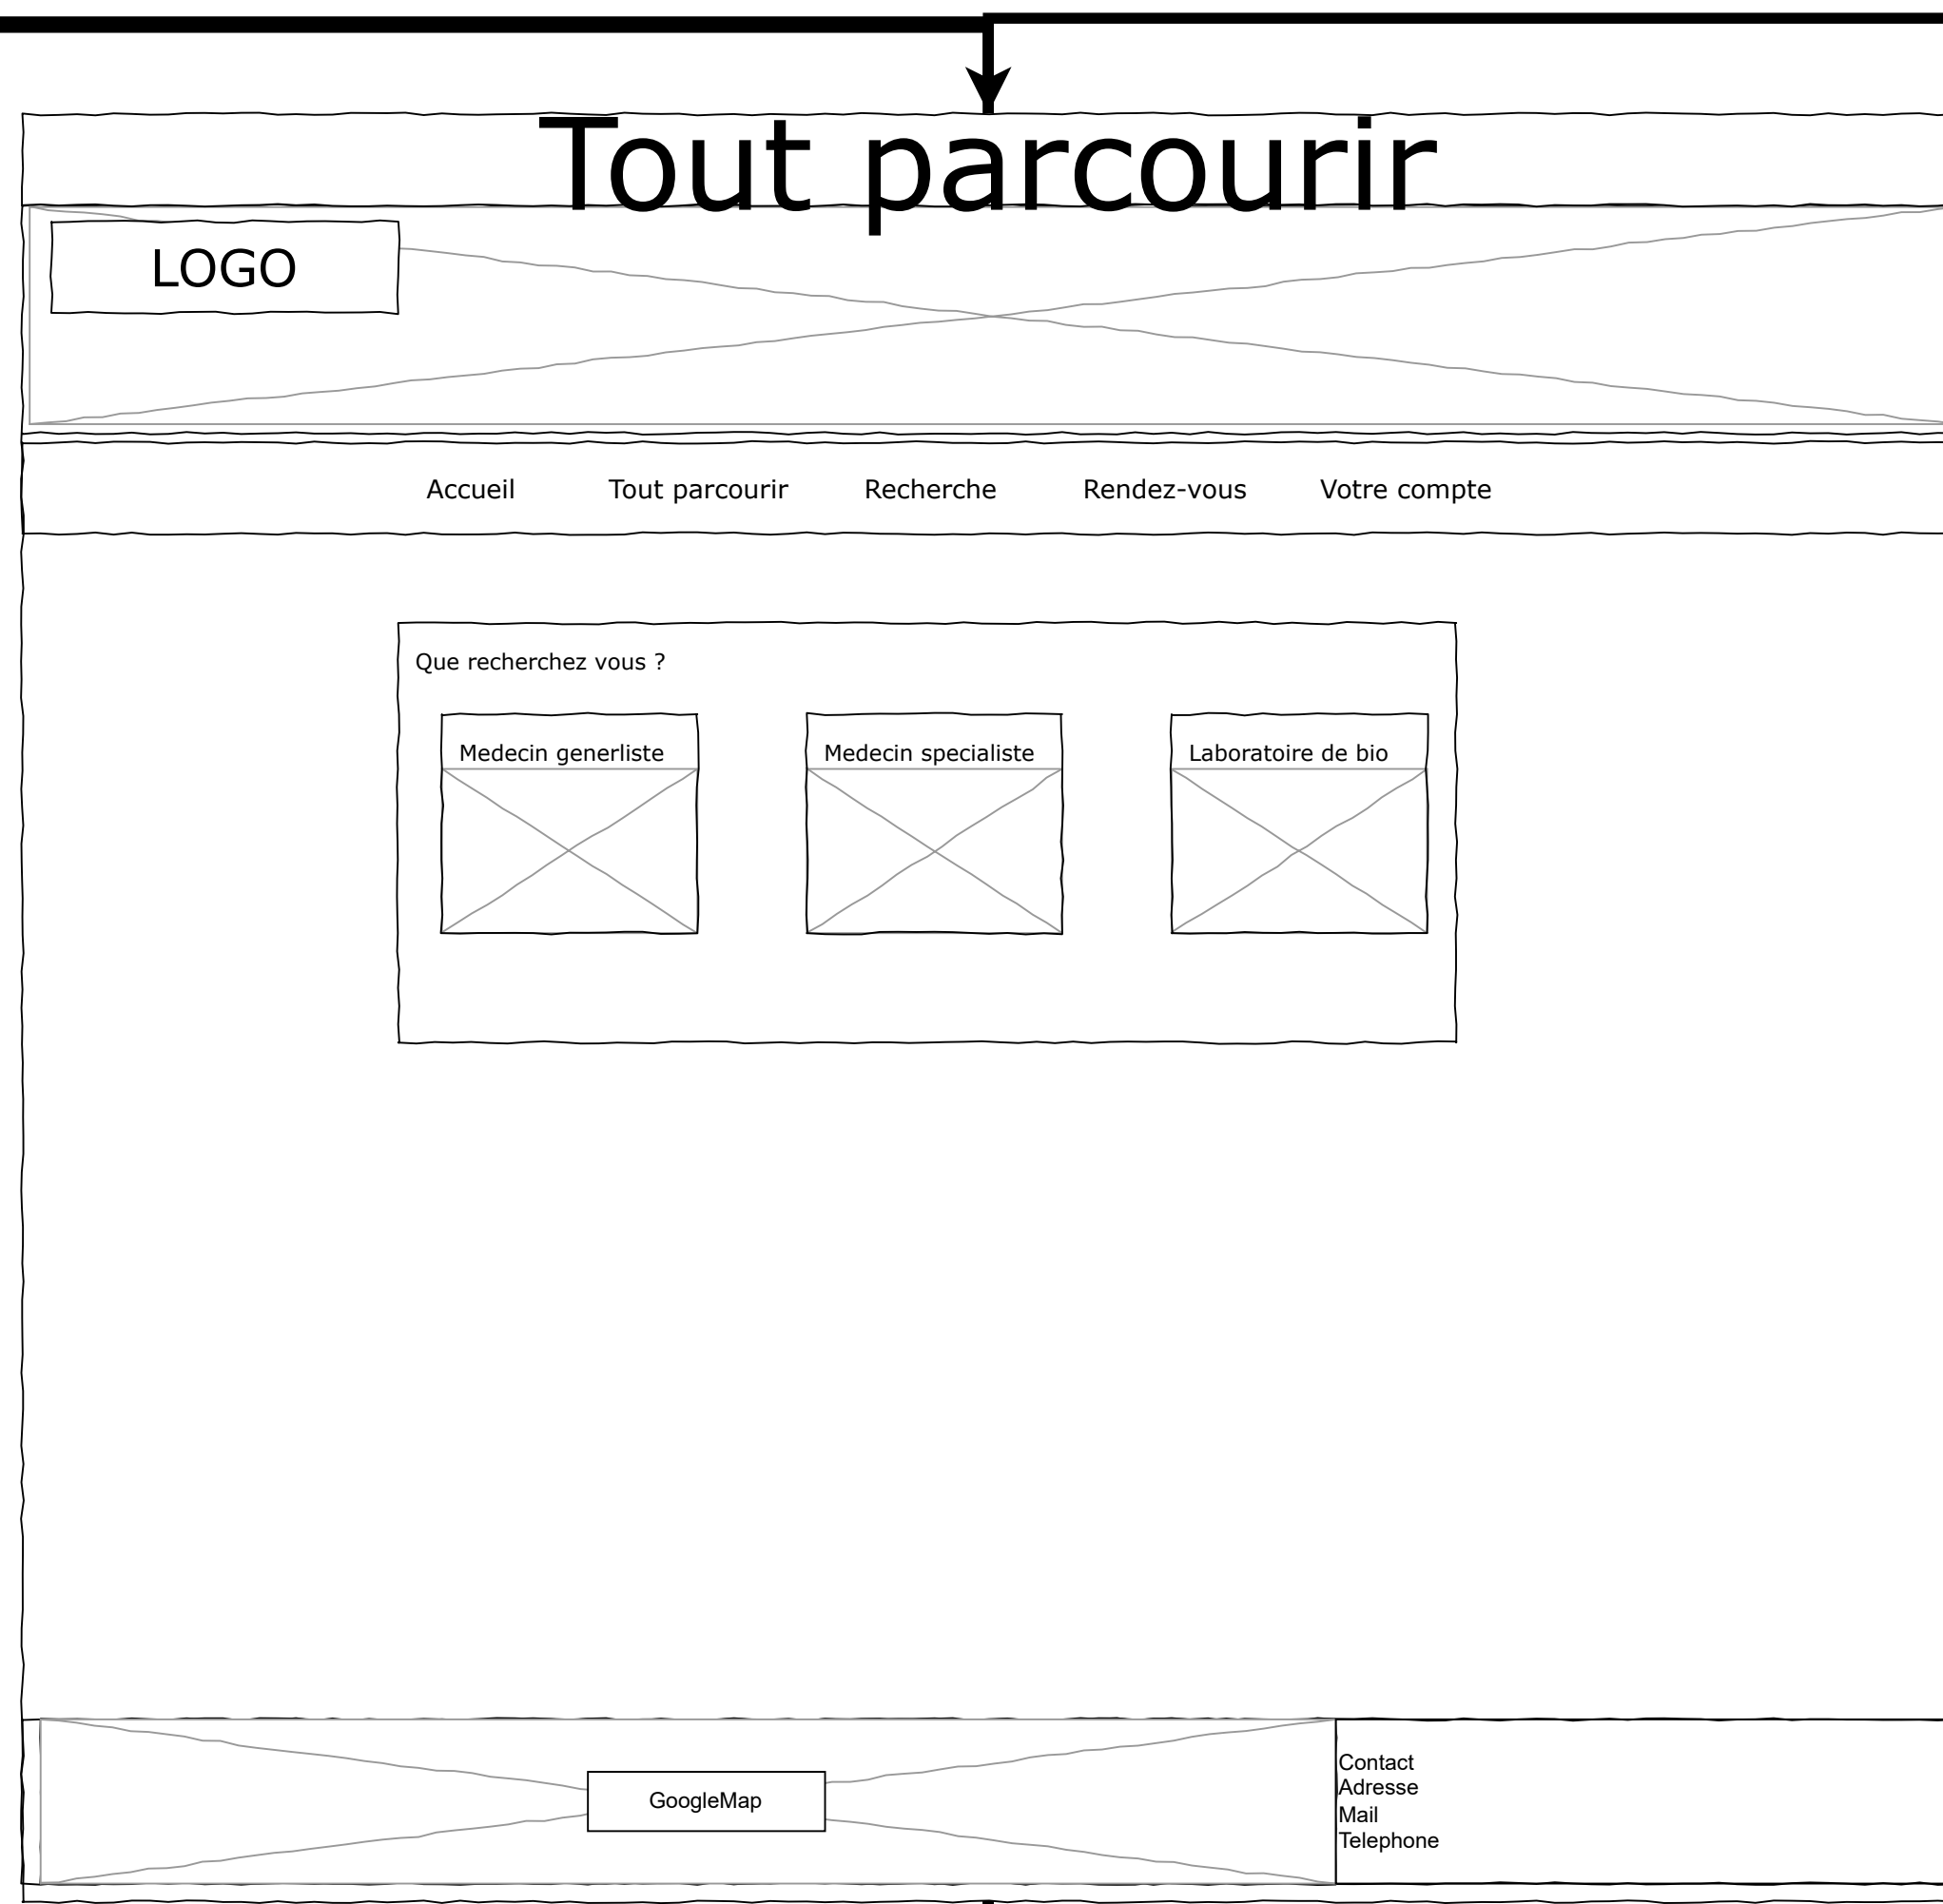 Tout parcourir
LOGO
Accueil Tout parcourir Recherche Rendez-vous Votre compte
Que recherchez vous ?
Medecin generliste Medecin specialiste Laboratoire de bio
GoogleMap
Contact
Adresse
Mail
Telephone